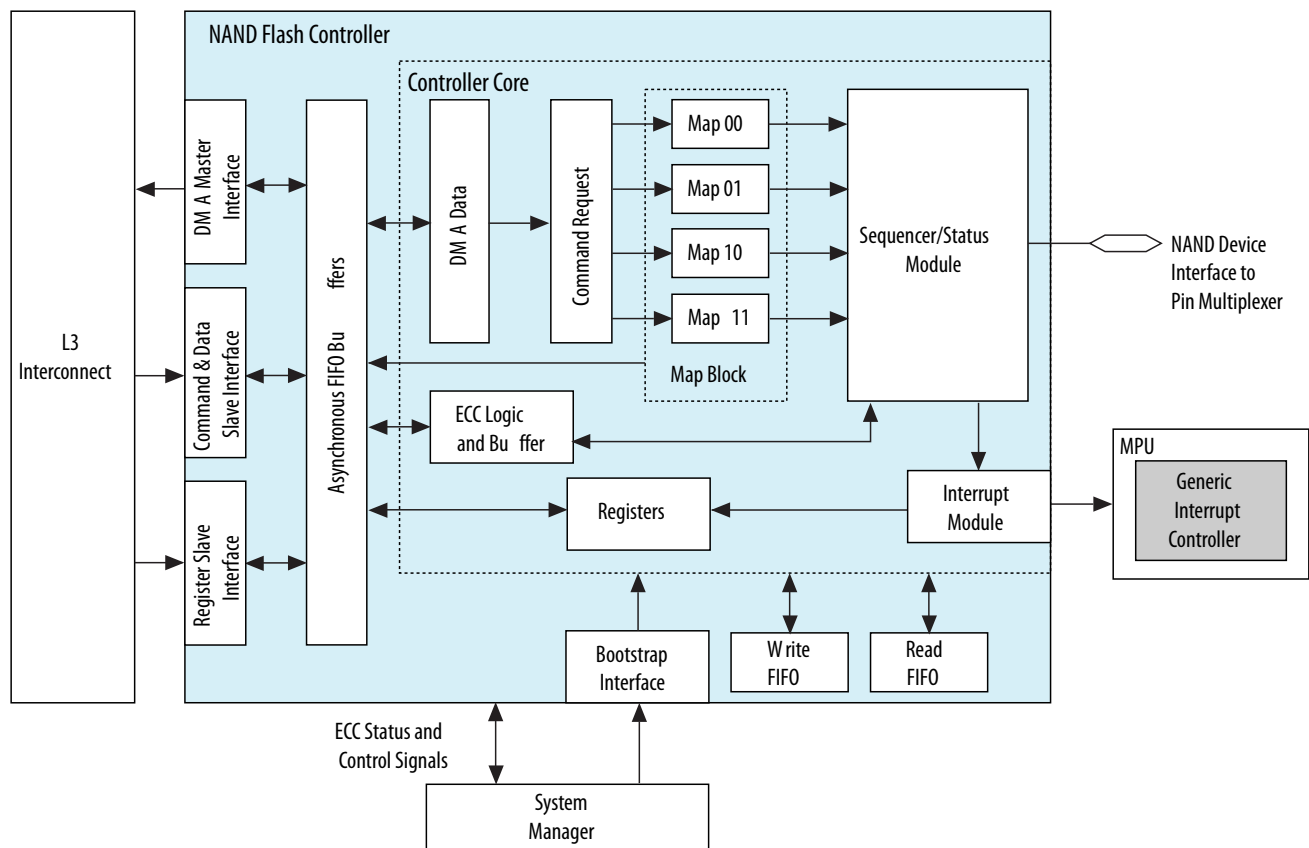 NAND Flash Controller
Controller Core
L3
Interconnect
DM A Master
Interface
Command & Data
Slave Interface
Register Slave
Interface
Asynchronous FIFO Bu ffers
DM A Data
Command Request
Map 00
Map 01
Map 10
Map 11
Map Block
Sequencer/Status
Module
NAND Device
Interface to
Pin Multiplexer
ECC Logic
and Bu ffer
Registers
Interrupt
Module
MPU
Generic
Interrupt
Controller
Bootstrap
Interface
W rite
FIFO
Read
FIFO
ECC Status and
Control Signals
System
Manager